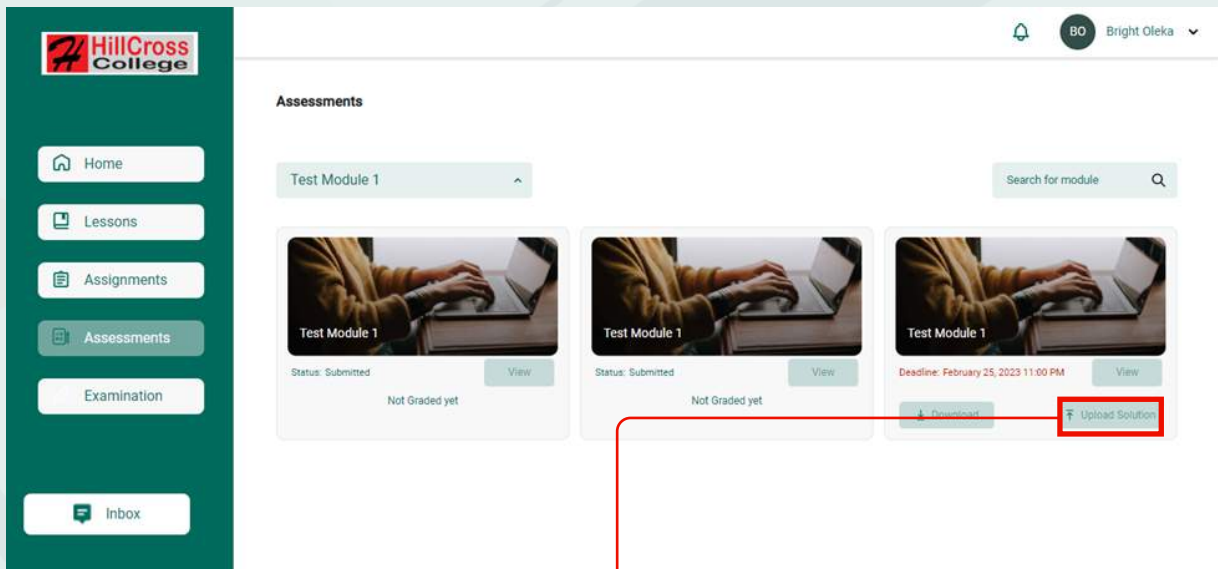 HillCross
College
BO
Bright Oleka
Assessments
Home
Lessons
Assignments
Assessments
Examination
Inbox
Test Module 1
Search for module
Test Module 1
Status: Submitted
View
Not Graded yet
Test Module 1
Status: Submitted
View
Not Graded yet
Test Module 1
Deadline: February 25, 2023 11:00 PM
View
Download
Upload Solution